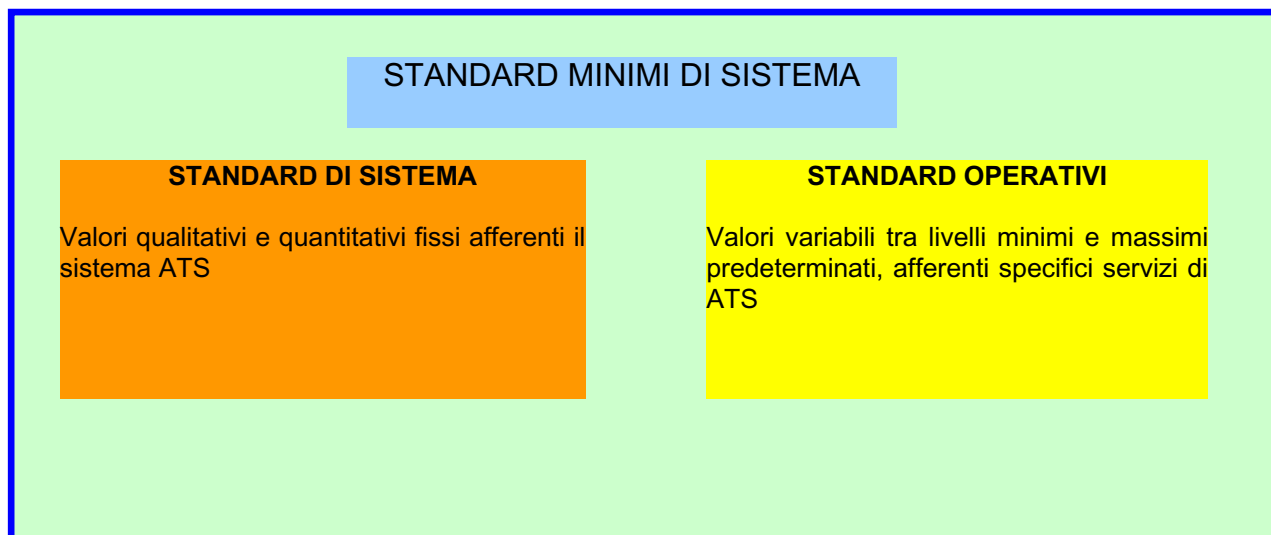 STANDARD MINIMI DI SISTEMA
STANDARD DI SISTEMA
Valori qualitativi e quantitativi fissi afferenti il
sistema ATS
STANDARD OPERATIVI
Valori variabili tra livelli minimi e massimi
predeterminati, afferenti specifici servizi di
ATS